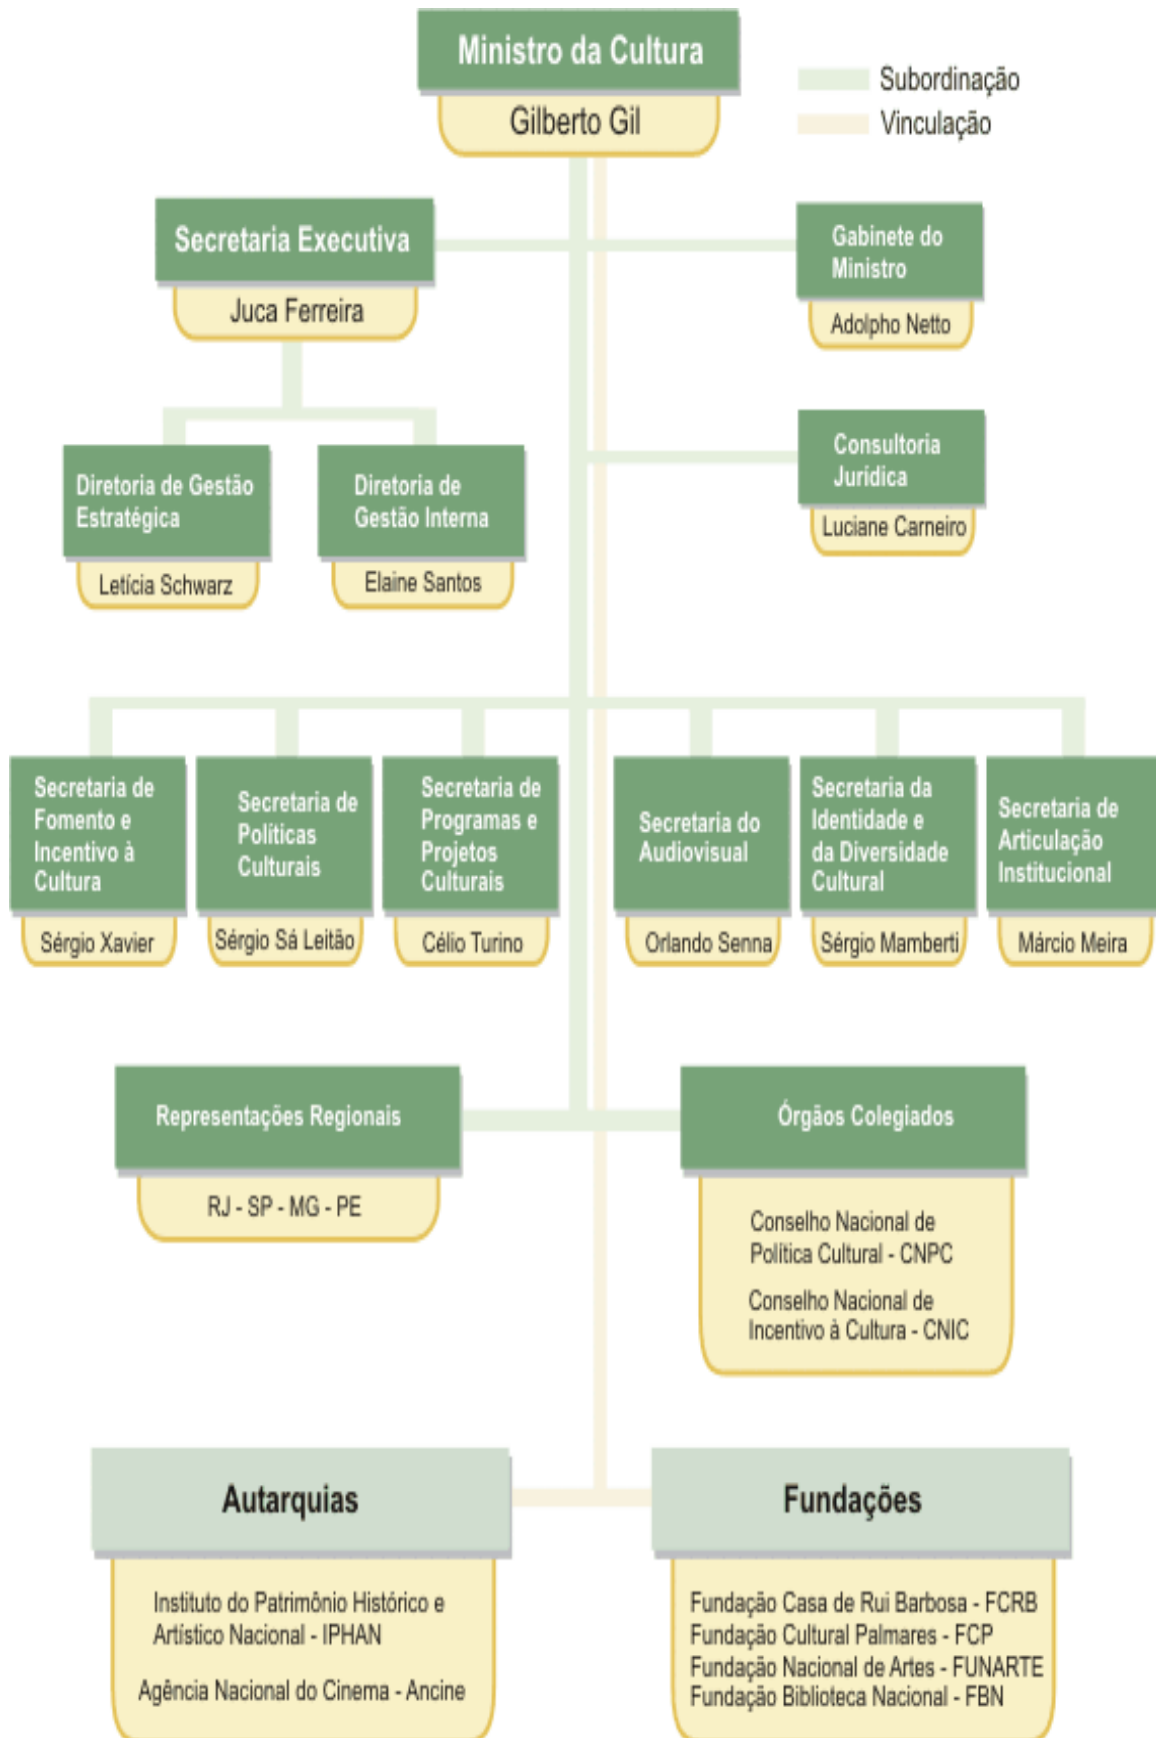 Ministro da Cultura
Gilberto Gil
Subordinação
Vinculação
Secretaria Executiva
Juca Ferreira
Gabinete do
Ministro
Adolpho Netto
Diretoria de Gestão
Estratégica
Letícia Schwarz
Diretoria de
Gestão Interna
Elaine Santos
Consultoria
Jurídica
Luciane Carneiro
Secretaria de
Fomento e
Incentivo à
Cultura
Sérgio Xavier
Secretaria de
Políticas
Culturais
Sérgio Sá Leitão
Secretaria de
Programas e
Projetos
Culturais
Célio Turino
Secretaria do
Audiovisual
Orlando Senna
Secretaria da
Identidade e
da Diversidade
Cultural
Sérgio Mamberti
Secretaria de
Articulação
Institucional
Márcio Meira
Representações Regionais
RJ - SP - MG - PE
Órgãos Colegiados
Conselho Nacional de
Política Cultural - CNPC
Conselho Nacional de
Incentivo à Cultura - CNIC
Autarquias
Instituto do Patrimônio Histórico e
Artístico Nacional - IPHAN
Agência Nacional do Cinema - Ancine
Fundações
Fundação Casa de Rui Barbosa - FCRB
Fundação Cultural Palmares - FCP
Fundação Nacional de Artes - FUNARTE
Fundação Biblioteca Nacional - FBN